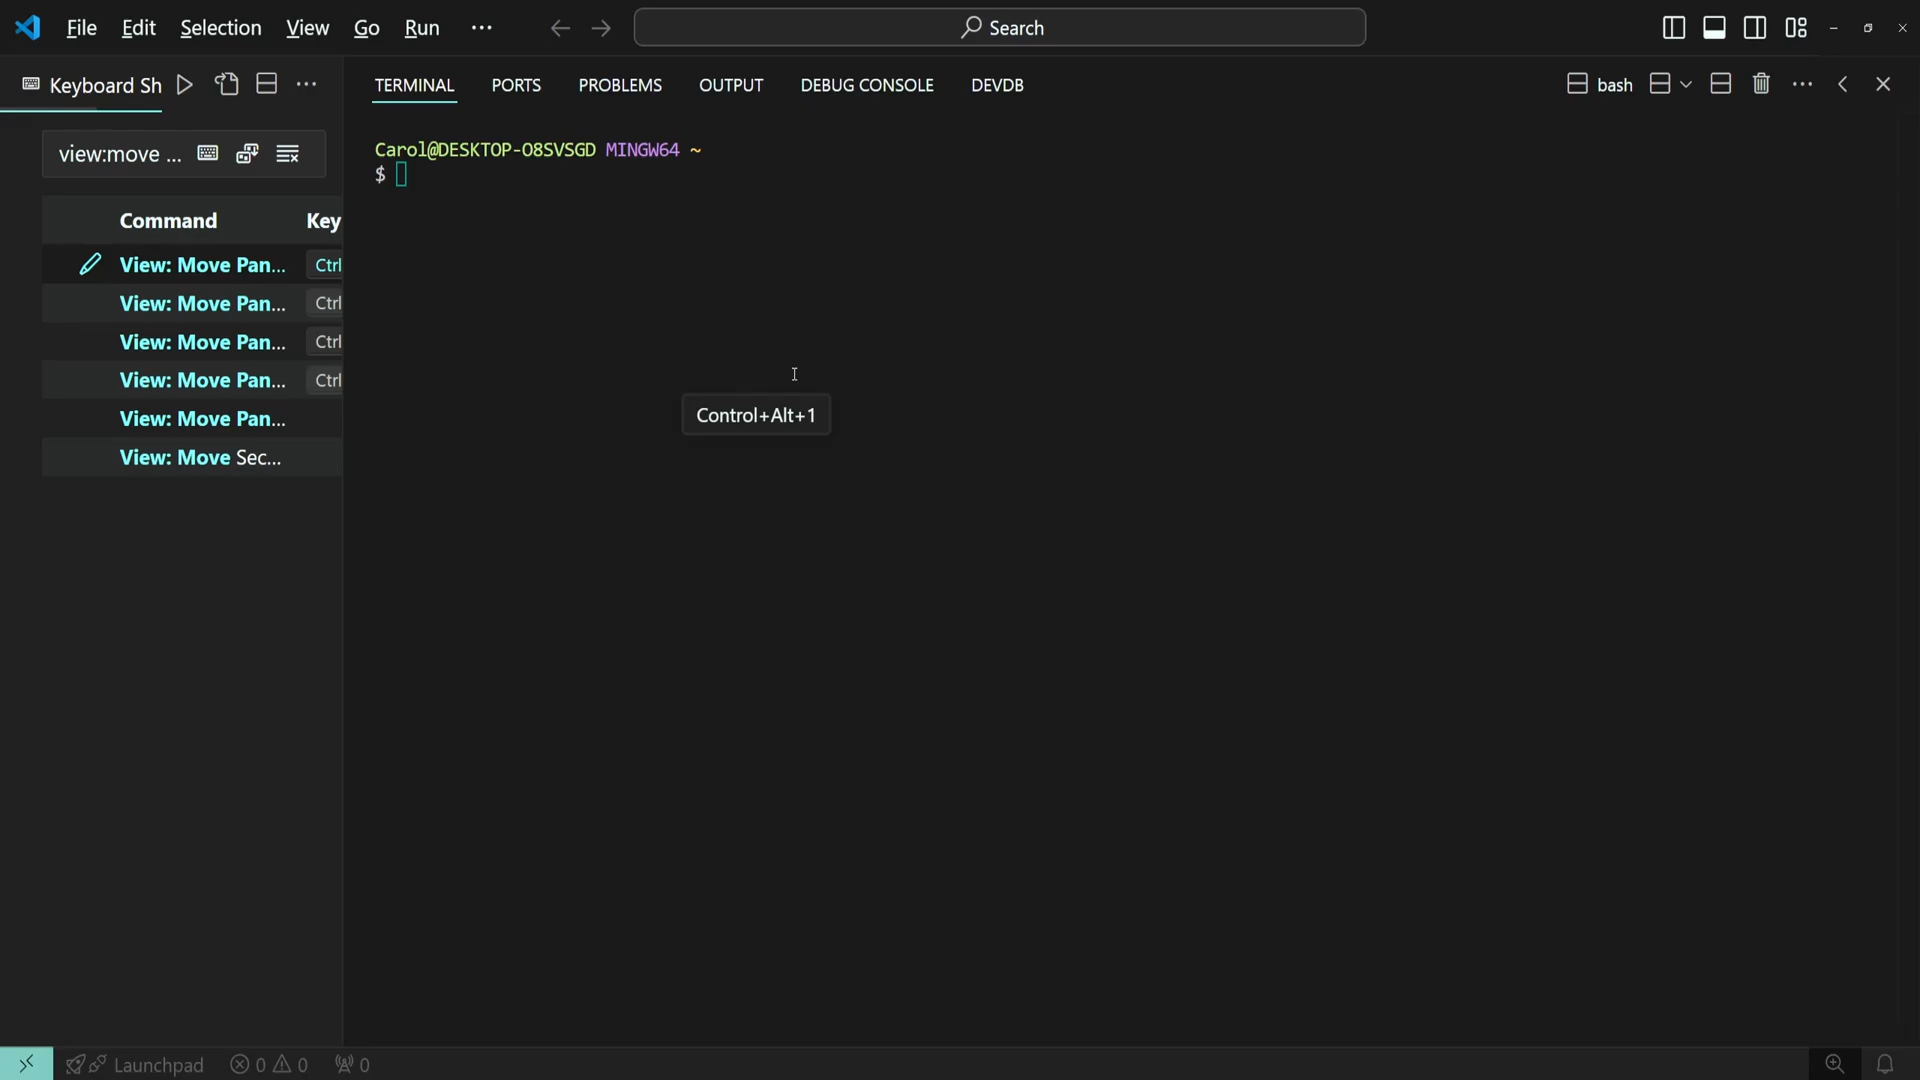 File Edit Selection View Go Run ··· Search
Keyboard Sh
TERMINAL PORTS PROBLEMS OUTPUT DEBUG CONSOLE DEVDB bash
view:move ...
Carol@DESKTOP-O8SVSGD MINGW64 ~
$
Command Key
View: Move Pan... Ctrl
View: Move Pan... Ctrl
View: Move Pan... Ctrl
View: Move Pan... Ctrl
View: Move Pan...
View: Move Sec...
Control+Alt+1
Launchpad 0 0 0